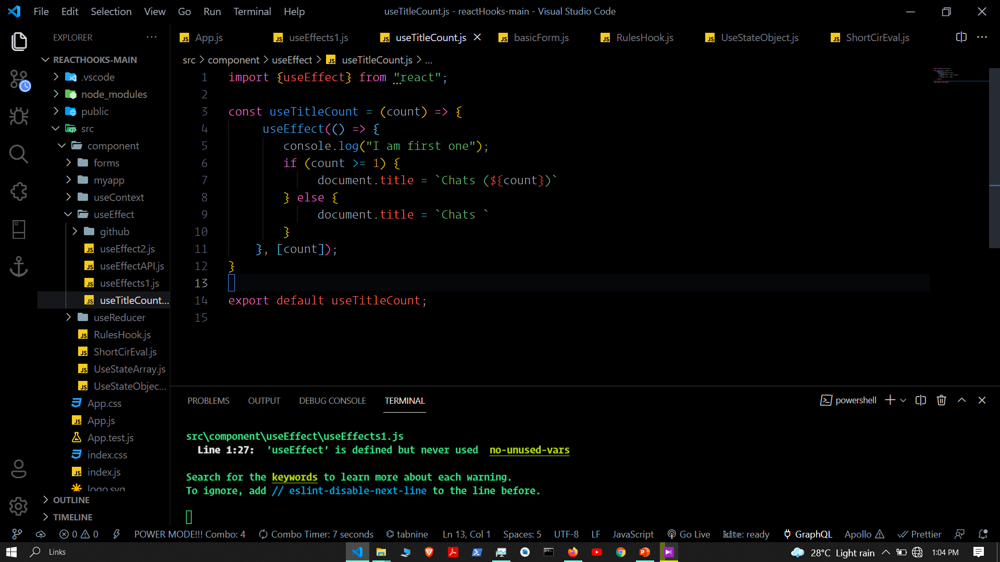 File Edit Selection View Go Run Terminal Help
useTitleCount.js - reactHooks-main - Visual Studio Code
EXPLORER
REACTHOOKS-MAIN
.vscode
node_modules
public
src
component
forms
myapp
useContext
useEffect
github
useEffect2.js
useEffectAPI.js
useEffects1.js
useTitleCount...
useReducer
RulesHook.js
ShortCirEval.js
UseStateArray.js
UseStateObjec...
App.css
App.js
App.test.js
index.css
index.js
logo.svg
OUTLINE
TIMELINE
App.js useEffects1.js useTitleCount.js basicForm.js RulesHook.js UseStateObject.js ShortCirEval.js
src > component > useEffect > useTitleCount.js > ...
1 import {useEffect} from "react";
2
3 const useTitleCount = (count) => {
4 useEffect(() => {
5 console.log("I am first one");
6 if (count >= 1) {
7 document.title = `Chats (${count})`
8 } else {
9 document.title = `Chats `
10 }
11 }, [count]);
12 }
13
14 export default useTitleCount;
15
PROBLEMS OUTPUT DEBUG CONSOLE TERMINAL
powershell
src\component\useEffect\useEffects1.js
Line 1:27: 'useEffect' is defined but never used no-unused-vars
Search for the keywords to learn more about each warning.
To ignore, add // eslint-disable-next-line to the line before.
0 0 POWER MODE!!! Combo: 4 Combo Timer: 7 seconds tabnine Ln 13, Col 1 Spaces: 5 UTF-8 LF JavaScript Go Live kite: ready GraphQL Apollo Prettier
Links
28°C Light rain 1:04 PM